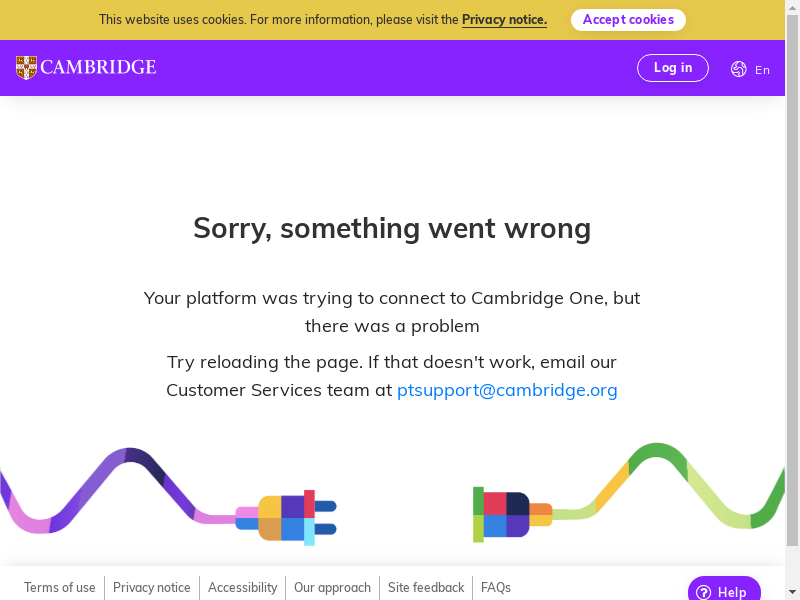 This website uses cookies. For more information, please visit the Privacy notice. Accept cookies
CAMBRIDGE
Log in
En
Sorry, something went wrong
Your platform was trying to connect to Cambridge One, but
there was a problem
Try reloading the page. If that doesn't work, email our
Customer Services team at ptsupport@cambridge.org
Terms of use
Privacy notice
Accessibility
Our approach
Site feedback
FAQs
? Help